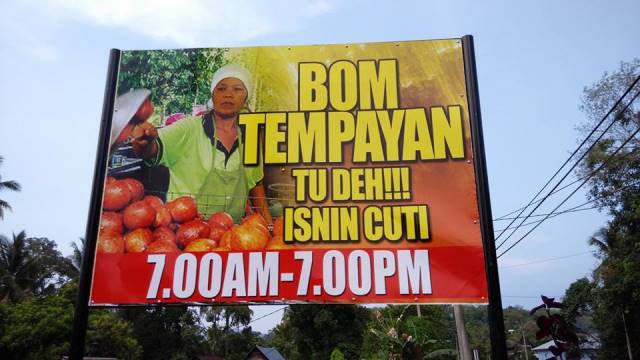 BOM
TEMPAYAN
TU DEH!!!
ISNIN CUTI
7.00AM-7.00PM